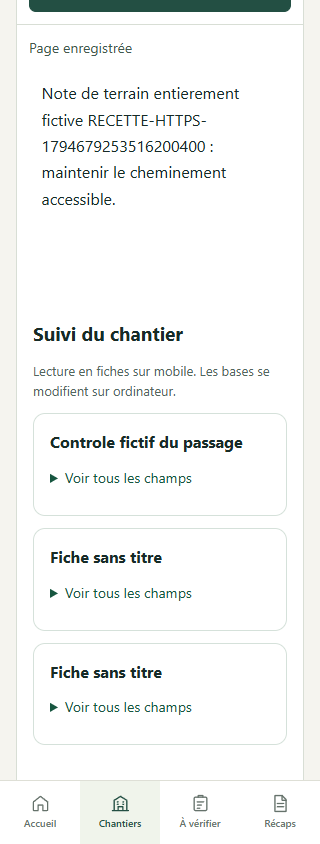 Page enregistrée
Note de terrain entierement
fictive RECETTE-HTTPS-
1794679253516200400 :
maintenir le cheminement
accessible.
Suivi du chantier
Lecture en fiches sur mobile. Les bases se
modifient sur ordinateur.
Controle fictif du passage
Voir tous les champs
Fiche sans titre
Voir tous les champs
Fiche sans titre
Voir tous les champs
Accueil
Chantiers
À vérifier
Récaps